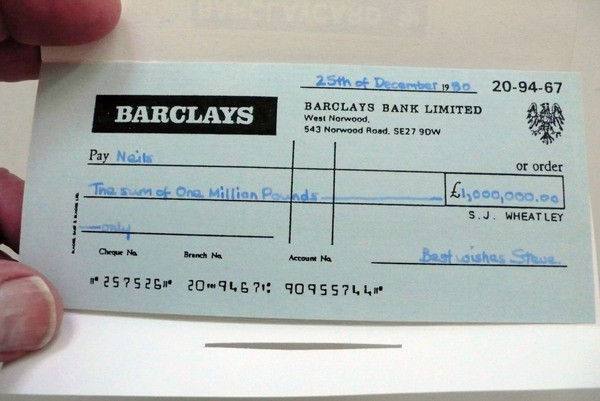 25th of December 1980 20-94-67
BARCLAYS
BARCLAYS BANK LIMITED
West Norwood,
543 Norwood Road, SE27 9DW
Pay Neils
or order
The sum of One Million Pounds
£1,000,000.00
only
S.J. WHEATLEY
Cheque No. Branch No. Account No.
Best wishes Steve.
⑈257526⑈ 20⑉9467⑆ 90955744⑈